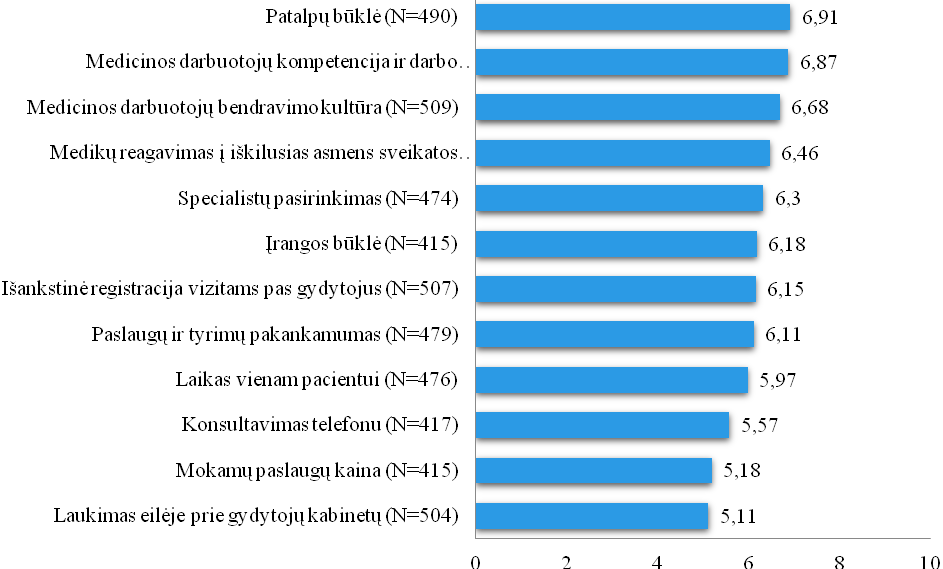 Patalpų būklė (N=490) 6,91
Medicinos darbuotojų kompetencija ir darbo… 6,87
Medicinos darbuotojų bendravimo kultūra (N=509) 6,68
Medikų reagavimas į iškilusias asmens sveikatos… 6,46
Specialistų pasirinkimas (N=474) 6,3
Įrangos būklė (N=415) 6,18
Išankstinė registracija vizitams pas gydytojus (N=507) 6,15
Paslaugų ir tyrimų pakankamumas (N=479) 6,11
Laikas vienam pacientui (N=476) 5,97
Konsultavimas telefonu (N=417) 5,57
Mokamų paslaugų kaina (N=415) 5,18
Laukimas eilėje prie gydytojų kabinetų (N=504) 5,11
0 2 4 6 8 10